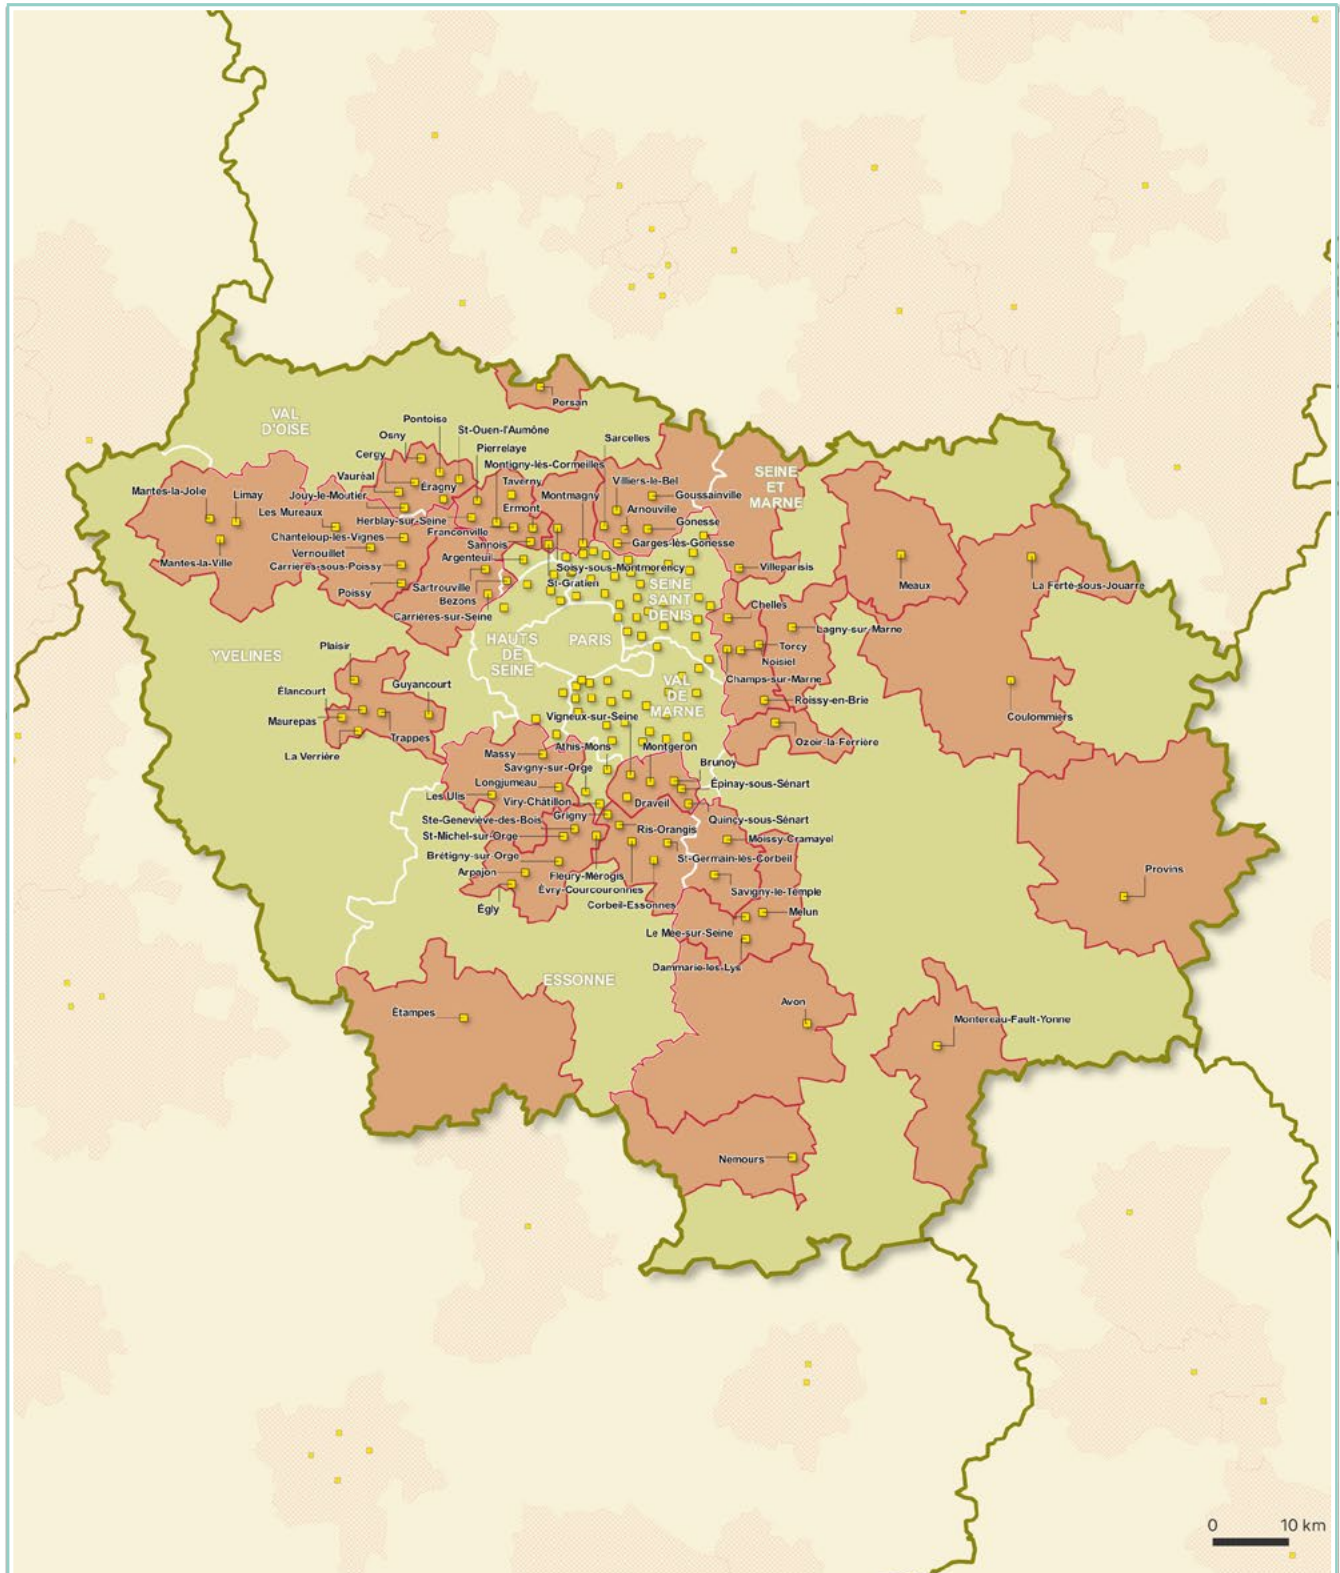 Persan
VAL
D'OISE
Pontoise
St-Ouen-l'Aumône
Osny
Pierrelaye
Sarcelles
Cergy
Montigny-lès-Cormeilles
Vauréal
Taverny
Villiers-le-Bel
SEINE
ET
MARNE
Éragny
Mantes-la-Jolie
Limay
Jouy-le-Moutier
Montmagny
Goussainville
Les Mureaux
Ermont
Arnouville
Herblay-sur-Seine
Gonesse
Chanteloup-les-Vignes
Franconville
Garges-lès-Gonesse
Vernouillet
Sannois
Mantes-la-Ville
Carrières-sous-Poissy
Argenteuil
Soisy-sous-Montmorency
Villeparisis
Poissy
Sartrouville
St-Gratien
SEINE
SAINT
DENIS
Meaux
La Ferté-sous-Jouarre
Bezons
Chelles
Carrières-sur-Seine
Lagny-sur-Marne
HAUTS
DE
SEINE
PARIS
Torcy
YVELINES
Plaisir
Noisiel
Champs-sur-Marne
Élancourt
Guyancourt
VAL
DE
MARNE
Roissy-en-Brie
Maurepas
Vigneux-sur-Seine
Coulommiers
Trappes
Ozoir-la-Ferrière
La Verrière
Massy
Athis-Mons
Montgeron
Savigny-sur-Orge
Brunoy
Longjumeau
Épinay-sous-Sénart
Les Ulis
Viry-Châtillon
Draveil
Ste-Geneviève-des-Bois
Grigny
Quincy-sous-Sénart
St-Michel-sur-Orge
Ris-Orangis
Moissy-Cramayel
Brétigny-sur-Orge
St-Germain-lès-Corbeil
Arpajon
Fleury-Mérogis
Provins
Évry-Courcouronnes
Savigny-le-Temple
Égly
Corbeil-Essonnes
Melun
Le Mée-sur-Seine
Dammarie-les-Lys
ESSONNE
Étampes
Avon
Montereau-Fault-Yonne
Nemours
0 10 km